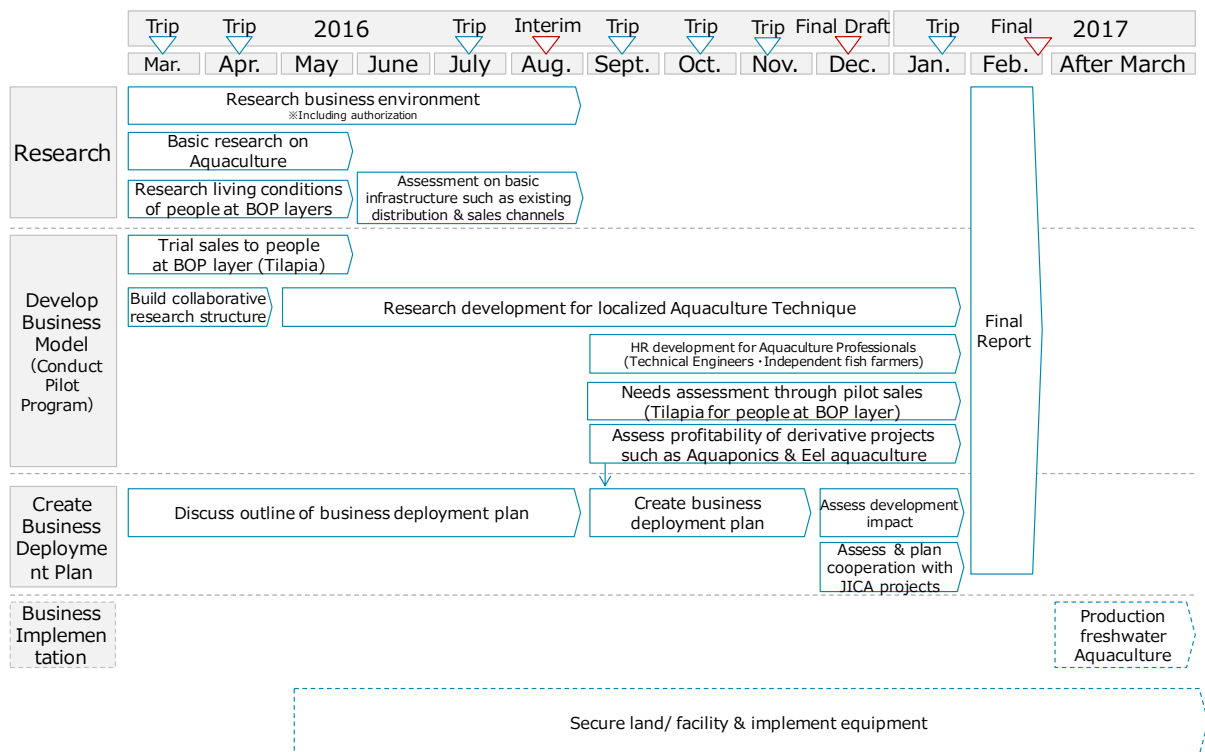 Trip
Trip
2016
Trip
Interim
Trip
Trip
Trip
Final Draft
Trip
Final
2017
Mar.
Apr.
May
June
July
Aug.
Sept.
Oct.
Nov.
Dec.
Jan.
Feb.
After March
Research
Research business environment
※Including authorization
Basic research on
Aquaculture
Research living conditions
of people at BOP layers
Assessment on basic
infrastructure such as existing
distribution & sales channels
Develop
Business
Model
（Conduct
Pilot
Program）
Trial sales to people
at BOP layer (Tilapia)
Build collaborative
research structure
Research development for localized Aquaculture Technique
HR development for Aquaculture Professionals
(Technical Engineers・Independent fish farmers)
Needs assessment through pilot sales
(Tilapia for people at BOP layer)
Assess profitability of derivative projects
such as Aquaponics & Eel aquaculture
Final
Report
Create
Business
Deployme
nt Plan
Discuss outline of business deployment plan
Create business
deployment plan
Assess development
impact
Assess & plan
cooperation with
JICA projects
Business
Implemen
tation
Production
freshwater
Aquaculture
Secure land/ facility & implement equipment